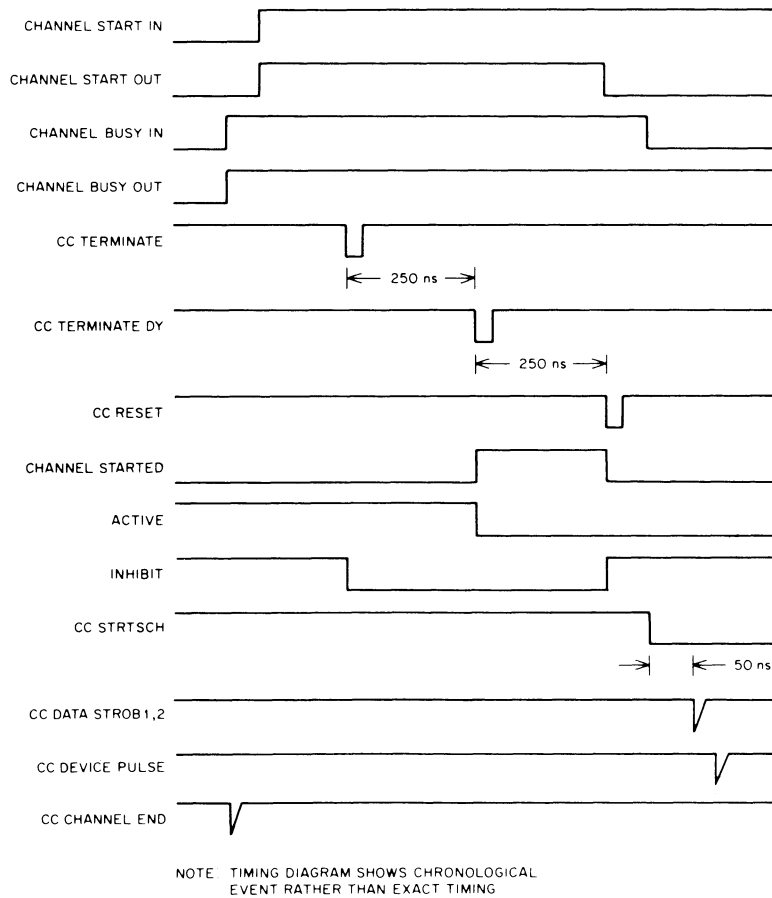 CHANNEL START IN
CHANNEL START OUT
CHANNEL BUSY IN
CHANNEL BUSY OUT
CC TERMINATE
250 ns
CC TERMINATE DY
250 ns
CC RESET
CHANNEL STARTED
ACTIVE
INHIBIT
CC STRTSCH
50 ns
CC DATA STROB 1,2
CC DEVICE PULSE
CC CHANNEL END
NOTE: TIMING DIAGRAM SHOWS CHRONOLOGICAL
EVENT RATHER THAN EXACT TIMING